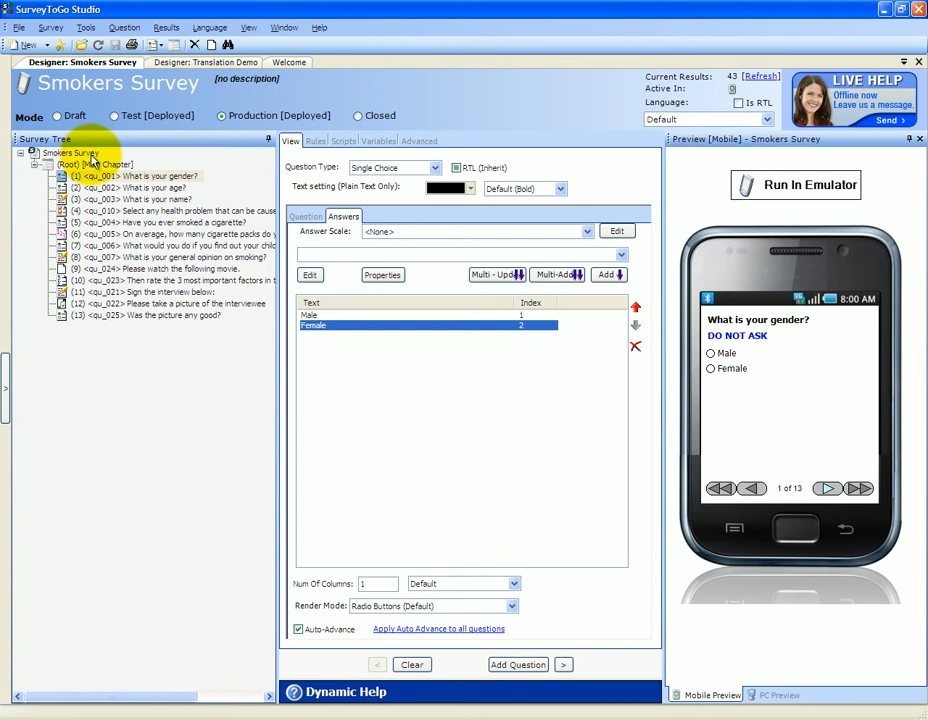 SurveyToGo Studio
File Survey Tools Question Results Language View Window Help
New
Designer: Smokers Survey Designer: Translation Demo Welcome
Smokers Survey [no description]
Current Results: 43 [Refresh]
Active In:
Language: Is RTL
Default
LIVE HELP
Offline now
Leave us a message.
Send >
Mode Draft Test [Deployed] Production [Deployed] Closed
Survey Tree
Smokers Survey
(Root) [Main Chapter]
(1) <qu_001> What is your gender?
(2) <qu_002> What is your age?
(3) <qu_003> What is your name?
(4) <qu_010> Select any health problem that can be cause
(5) <qu_004> Have you ever smoked a cigarette?
(6) <qu_005> On average, how many cigarette packs do y
(7) <qu_006> What would you do if you find out your chil
(8) <qu_007> What is your general opinion on smoking?
(9) <qu_024> Please watch the following movie.
(10) <qu_023> Then rate the 3 most important factors in t
(11) <qu_021> Sign the interview below:
(12) <qu_022> Please take a picture of the interviewee
(13) <qu_025> Was the picture any good?
View Rules Scripts Variables Advanced
Question Type: Single Choice RTL (Inherit)
Text setting (Plain Text Only): Default (Bold)
Question Answers
Answer Scale: <None> Edit
Edit Properties Multi - Upd Multi-Add Add
Text Index
Male 1
Female 2
Num Of Columns: 1 Default
Render Mode: Radio Buttons (Default)
Auto-Advance Apply Auto Advance to all questions
< Clear Add Question >
Dynamic Help
Preview [Mobile] - Smokers Survey
Run In Emulator
8:00 AM
What is your gender?
DO NOT ASK
Male
Female
1 of 13
Mobile Preview PC Preview